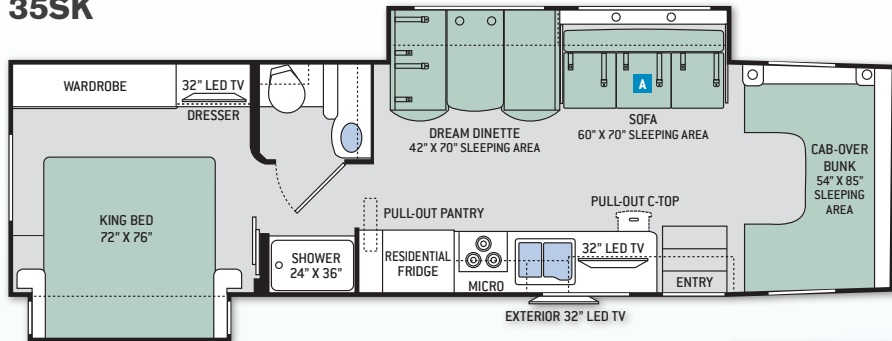 35SK
WARDROBE
32" LED TV
DRESSER
DREAM DINETTE
42" X 70" SLEEPING AREA
A
SOFA
60" X 70" SLEEPING AREA
CAB-OVER
BUNK
54" X 85"
SLEEPING
AREA
KING BED
72" X 76"
PULL-OUT PANTRY
PULL-OUT C-TOP
SHOWER
24" X 36"
RESIDENTIAL
FRIDGE
MICRO
32" LED TV
ENTRY
EXTERIOR 32" LED TV